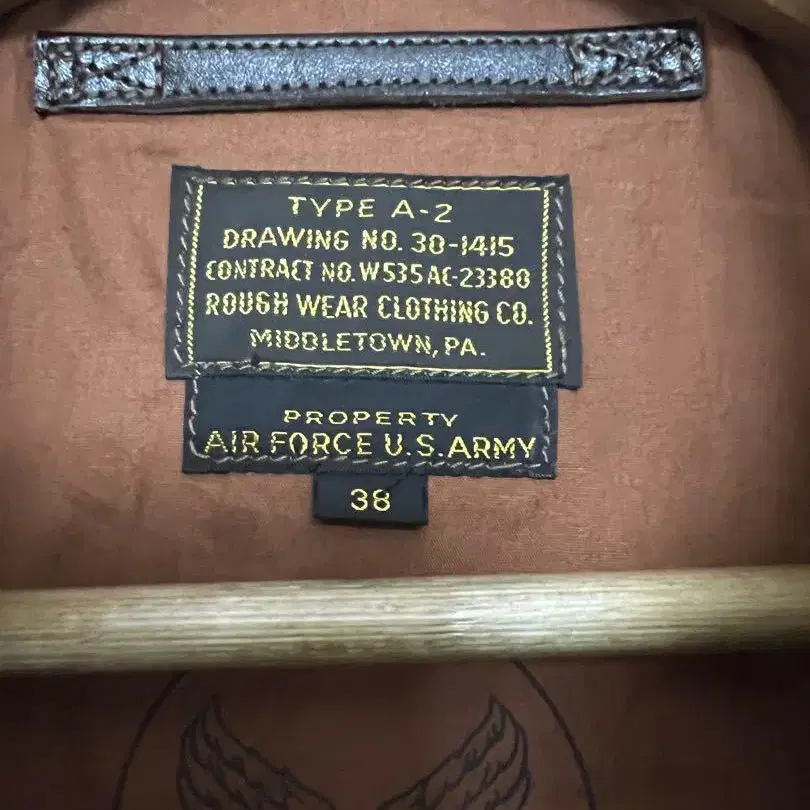 TYPE A-2
DRAWING NO. 30-1415
CONTRACT NO. W535 AC-23380
ROUGH WEAR CLOTHING CO.
MIDDLETOWN, PA.
PROPERTY
AIR FORCE U.S. ARMY
38